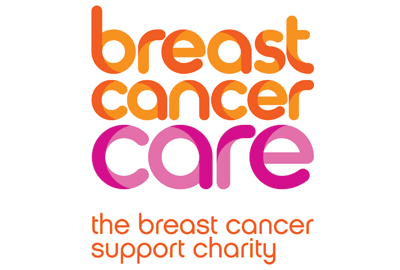 breast
cancer
care
the breast cancer
support charity